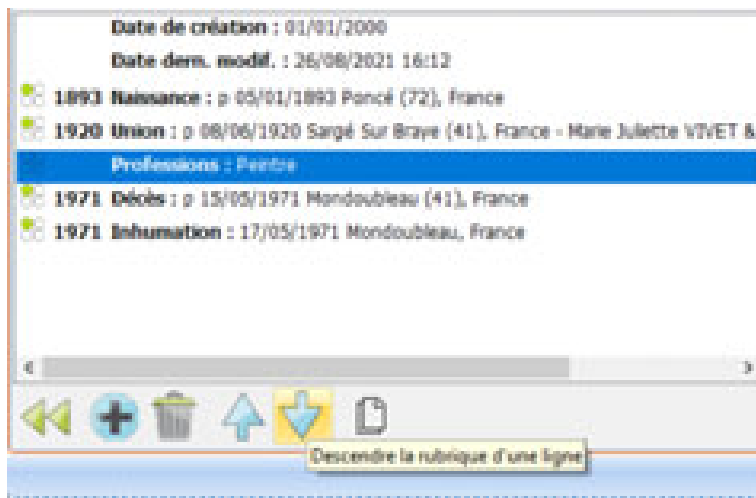 Date de création : 01/01/2000
Date dern. modif. : 26/08/2021 16:12
1893 Naissance : p 05/01/1893 Poncé (72), France
1920 Union : p 08/06/1920 Sargé Sur Braye (41), France - Marie Juliette VIVET &
Professions : Peintre
1971 Décès : p 15/05/1971 Mondoubleau (41), France
1971 Inhumation : 17/05/1971 Mondoubleau, France
Descendre la rubrique d'une ligne